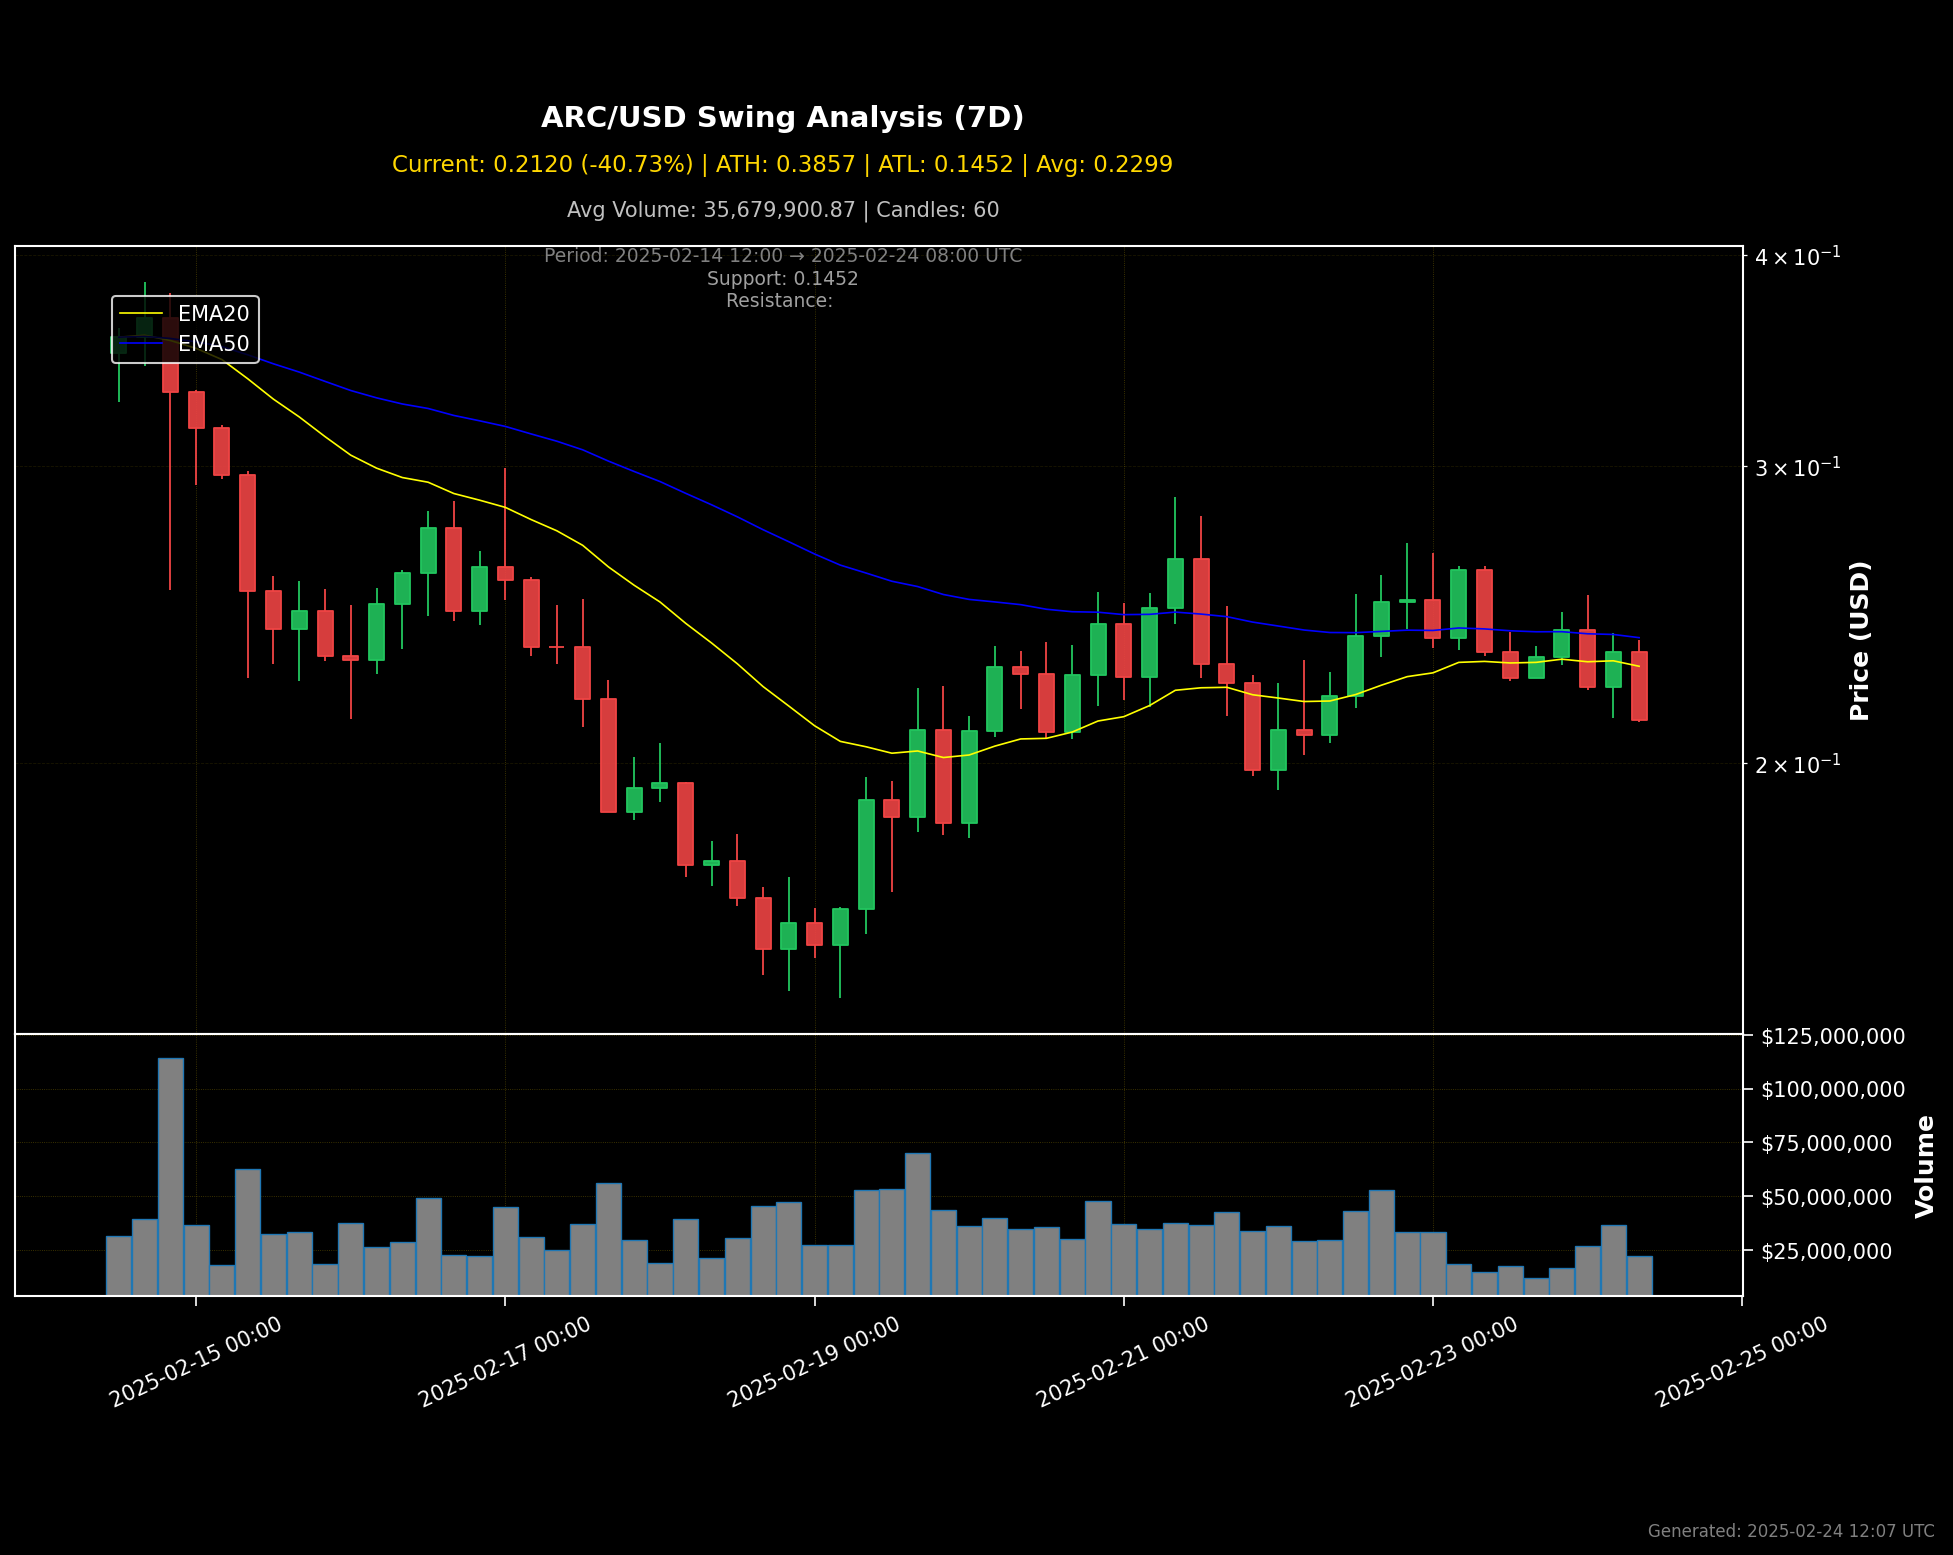 ARC/USD Swing Analysis (7D)
Current: 0.2120 (-40.73%) | ATH: 0.3857 | ATL: 0.1452 | Avg: 0.2299
Avg Volume: 35,679,900.87 | Candles: 60
Period: 2025-02-14 12:00 → 2025-02-24 08:00 UTC
Support: 0.1452
Resistance:
EMA20
EMA50
4 × 10⁻¹
3 × 10⁻¹
2 × 10⁻¹
Price (USD)
$125,000,000
$100,000,000
$75,000,000
$50,000,000
$25,000,000
Volume
2025-02-15 00:00
2025-02-17 00:00
2025-02-19 00:00
2025-02-21 00:00
2025-02-23 00:00
2025-02-25 00:00
Generated: 2025-02-24 12:07 UTC